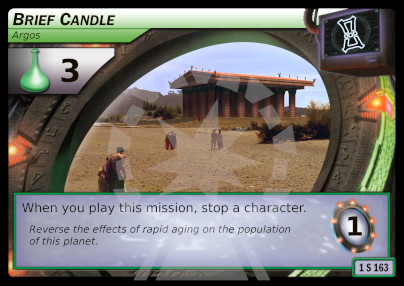 BRIEF CANDLE
Argos
3
When you play this mission, stop a character.
Reverse the effects of rapid aging on the population
of this planet.
1
1 S 163